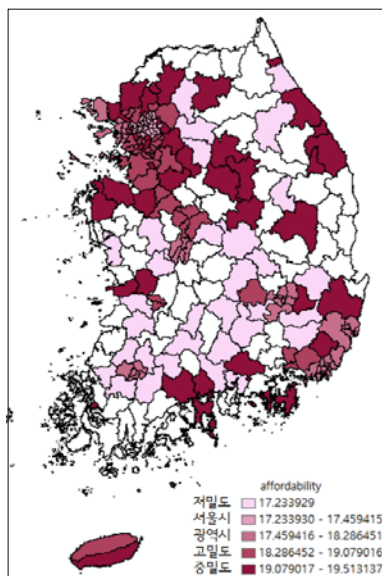 affordability
저밀도 17.233929
서울시 17.233930 - 17.459415
광역시 17.459416 - 18.286451
고밀도 18.286452 - 19.079016
중밀도 19.079017 - 19.513137